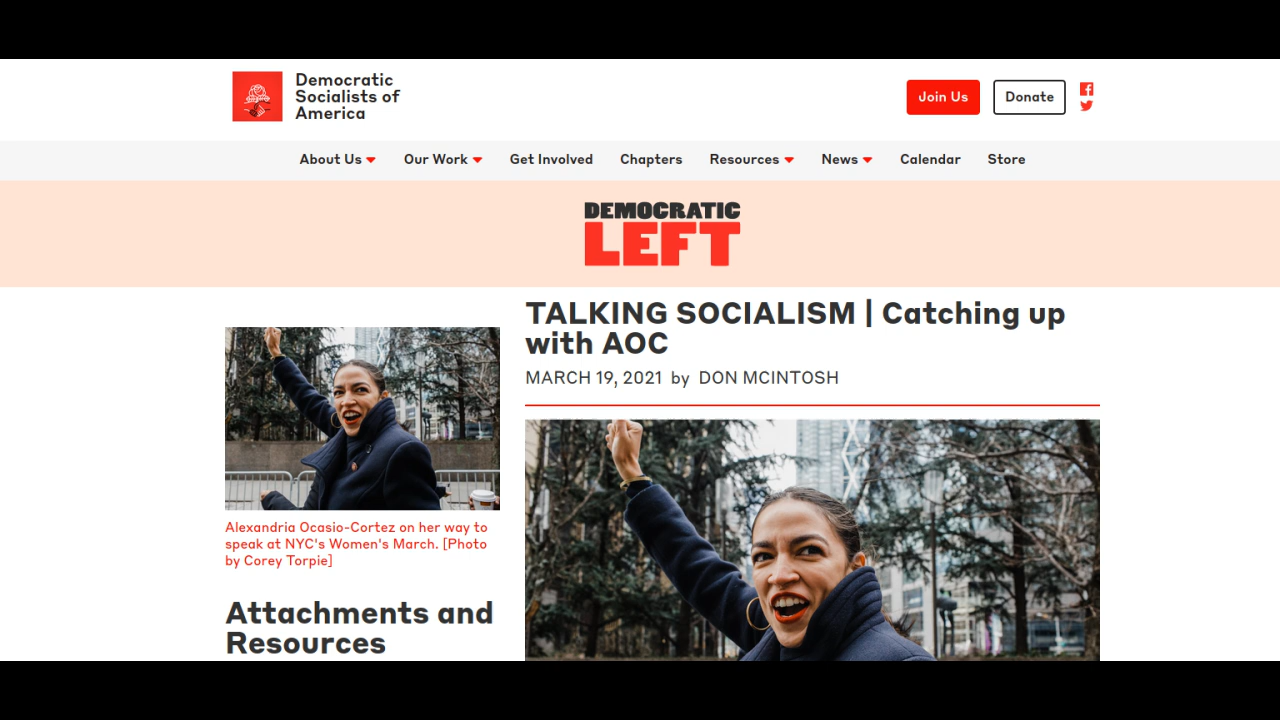 Democratic
Socialists of
America
Join Us
Donate
About Us
Our Work
Get Involved
Chapters
Resources
News
Calendar
Store
DEMOCRATIC
LEFT
TALKING SOCIALISM | Catching up
with AOC
MARCH 19, 2021 by DON MCINTOSH
Alexandria Ocasio-Cortez on her way to
speak at NYC's Women's March. [Photo
by Corey Torpie]
Attachments and
Resources